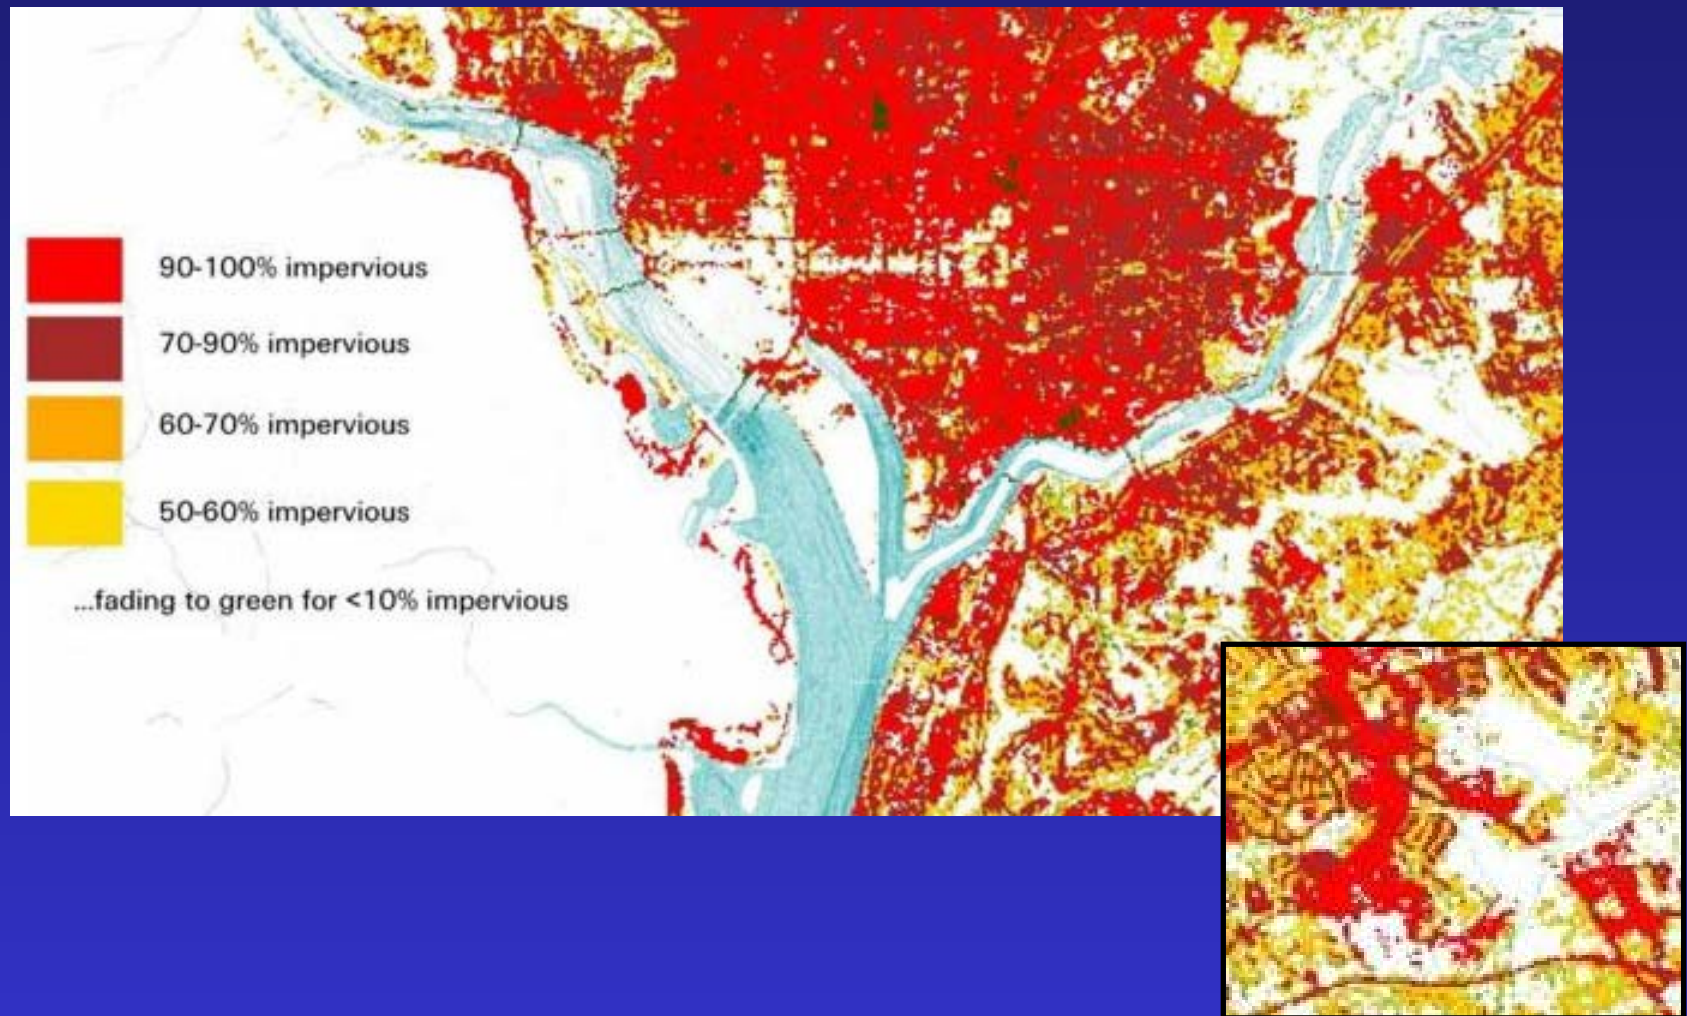 90-100% impervious
70-90% impervious
60-70% impervious
50-60% impervious
...fading to green for <10% impervious